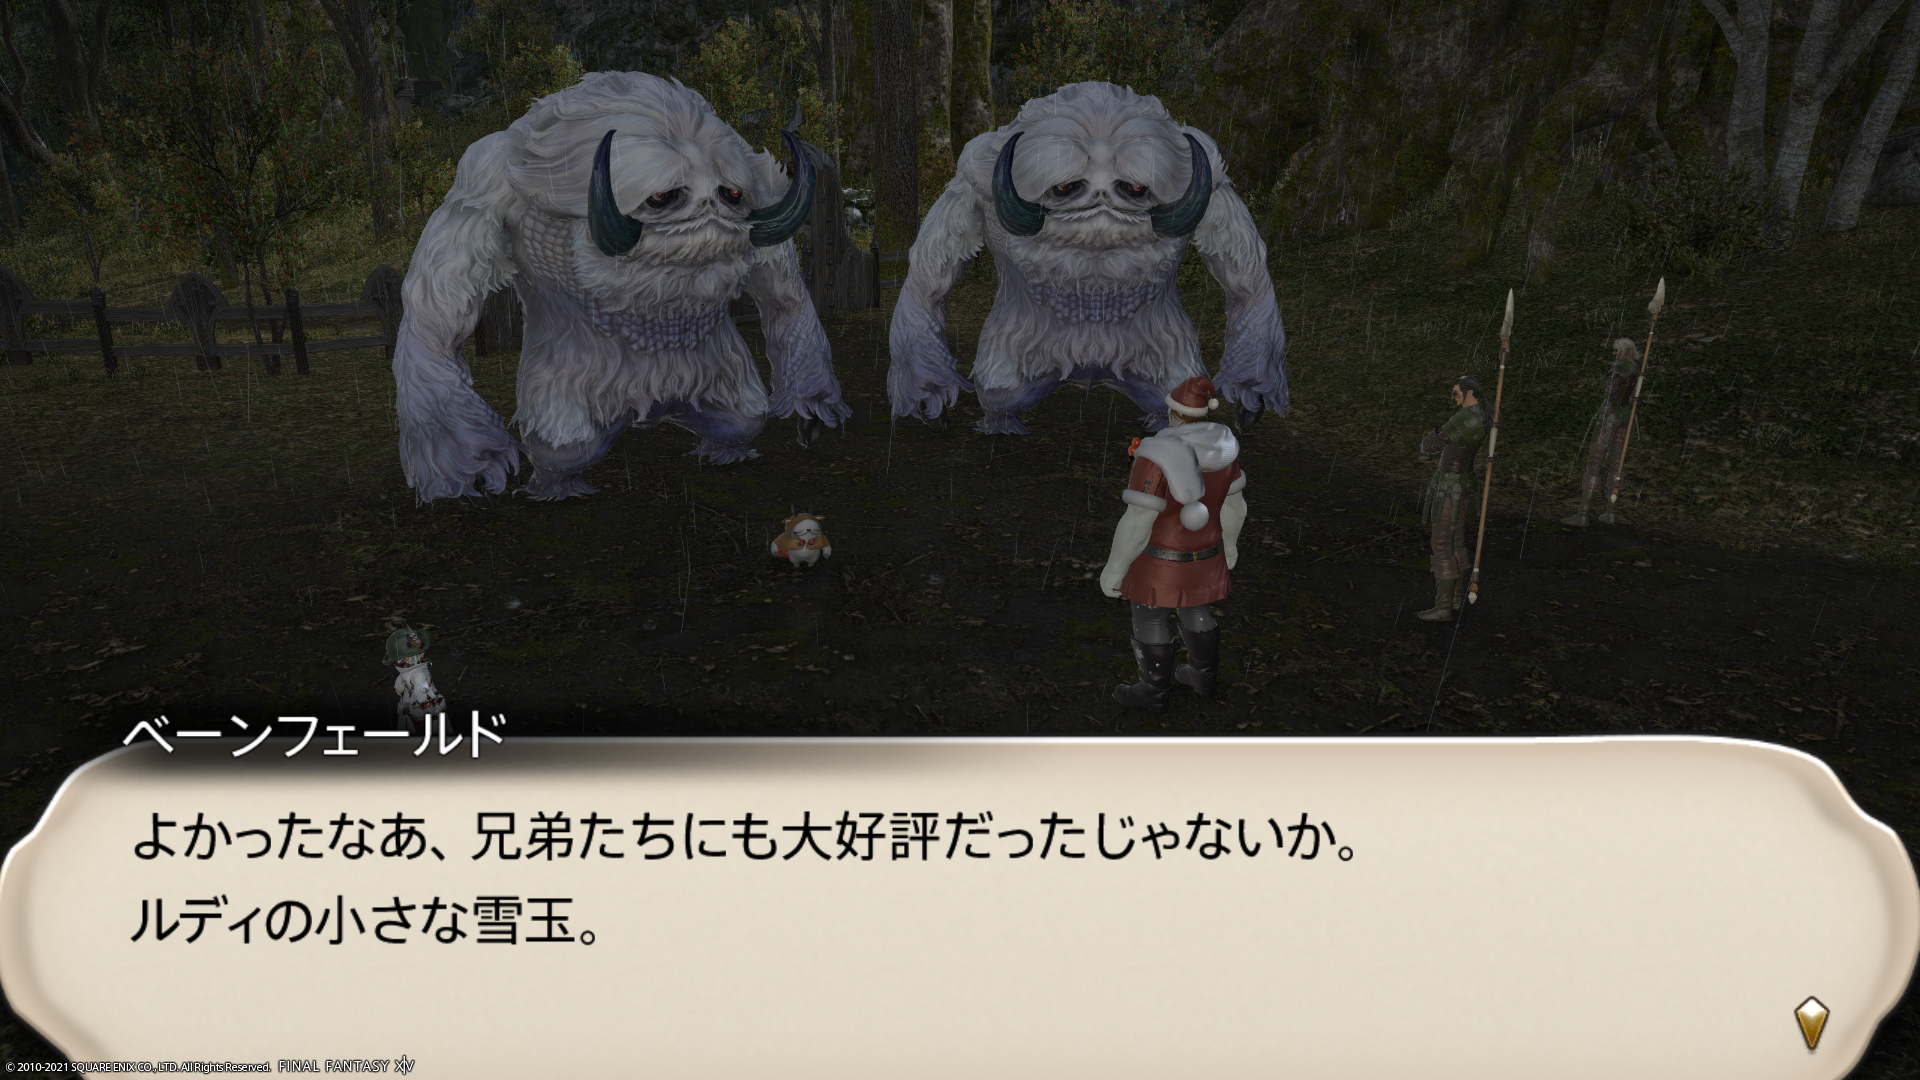 ベーンフェールド
よかったなあ、兄弟たちにも大好評だったじゃないか。
ルディの小さな雪玉。
© 2010-2021 SQUARE ENIX CO., LTD. All Rights Reserved. FINAL FANTASY XIV